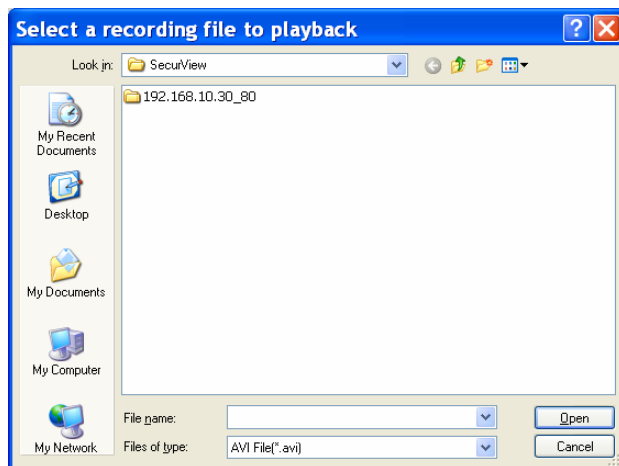 Select a recording file to playback
Look in: SecurView
192.168.10.30_80
My Recent
Documents
Desktop
My Documents
My Computer
My Network
File name:
Open
Files of type: AVI File(*.avi)
Cancel